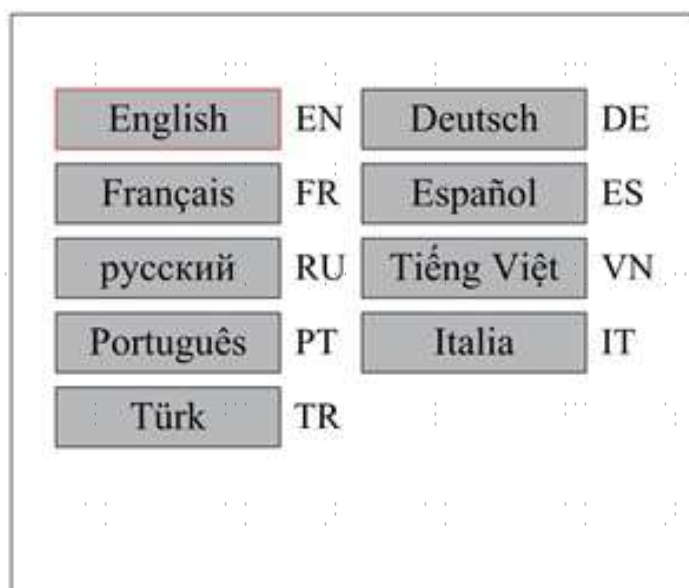 English EN Deutsch DE
Français FR Español ES
русский RU Tiếng Việt VN
Português PT Italia IT
Türk TR